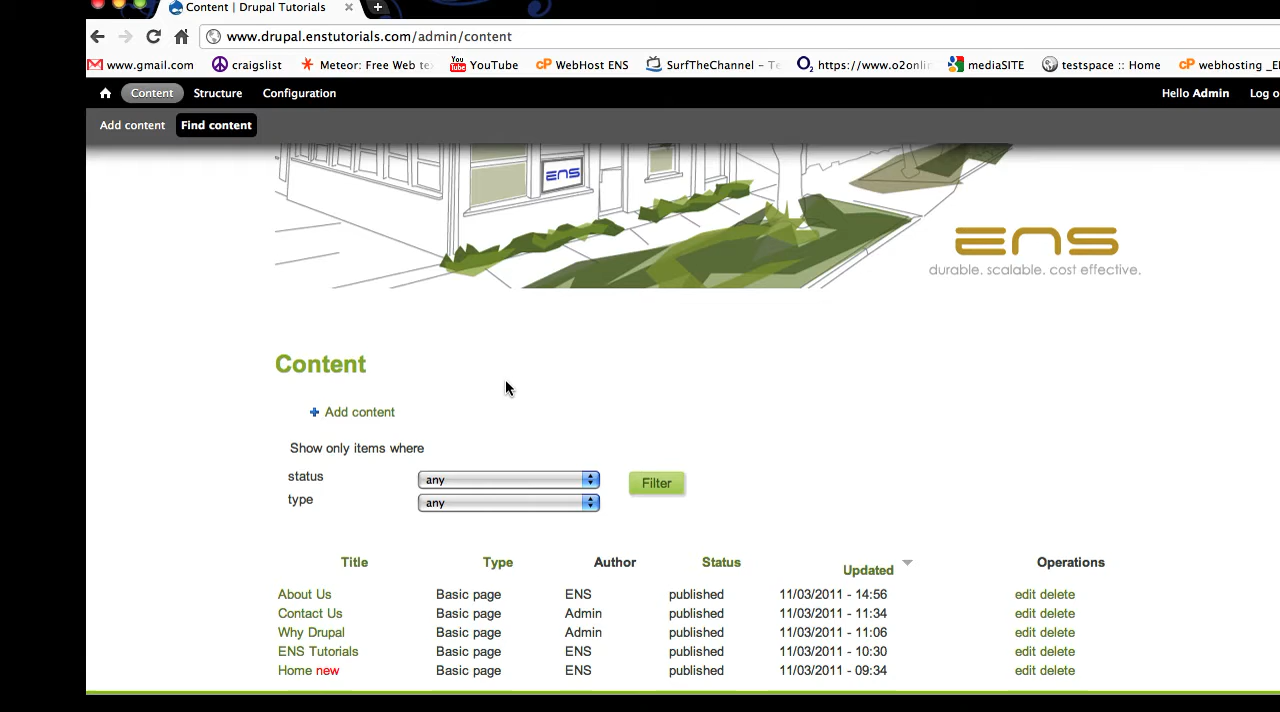 Content | Drupal Tutorials
www.drupal.enstutorials.com/admin/content
www.gmail.com craigslist Meteor: Free Web te YouTube WebHost ENS SurfTheChannel - Te https://www.o2onlin mediaSITE testspace :: Home webhosting _E
Content Structure Configuration Hello Admin Log o
Add content Find content
ENS
ENS
durable. scalable. cost effective.
Content
Add content
Show only items where
status any Filter
type any
Title Type Author Status Updated Operations
About Us Basic page ENS published 11/03/2011 - 14:56 edit delete
Contact Us Basic page Admin published 11/03/2011 - 11:34 edit delete
Why Drupal Basic page Admin published 11/03/2011 - 11:06 edit delete
ENS Tutorials Basic page ENS published 11/03/2011 - 10:30 edit delete
Home new Basic page ENS published 11/03/2011 - 09:34 edit delete